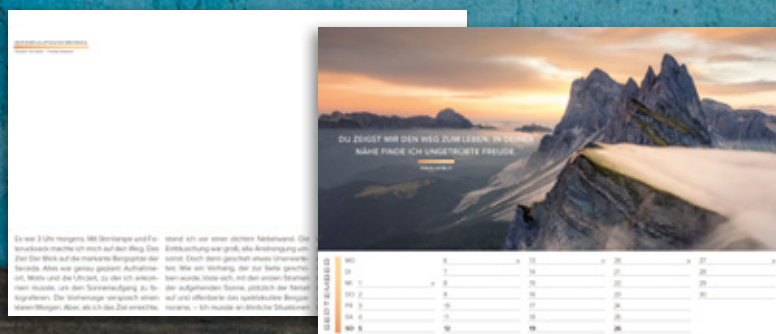 Es war 3 Uhr morgens. Mit Stirnlampe und Fo-
torucksack machte ich mich auf den Weg. Das
Ziel: Der Blick auf die markante Bergspitze der
Seceda. Alles war genau geplant: Aufnahme-
ort, Motiv und die Uhrzeit, zu der ich ankom-
men musste, um den Sonnenaufgang zu fo-
tografieren. Die Vorhersage versprach einen
klaren Morgen. Aber, als ich das Ziel erreichte,
stand ich vor einer dichten Nebelwand. Die
Enttäuschung war groß, alle Anstrengung um-
sonst. Doch dann geschah etwas Unerwarte-
tes: Wie ein Vorhang, der zur Seite gescho-
ben wurde, löste sich, mit den ersten Strahlen
der aufgehenden Sonne, plötzlich der Nebel
auf und offenbarte das spektakuläre Bergpa-
norama. – Ich musste an ähnliche Situationen
DU ZEIGST MIR DEN WEG ZUM LEBEN. IN DEINER
NÄHE FINDE ICH UNGETRÜBTE FREUDE.
SEPTEMBER
MO 6 13 20 27
DI 7 14 21 28
MI 1 8 15 22 29
DO 2 9 16 23 30
FR 3 10 17 24
SA 4 11 18 25
SO 5 12 19 26